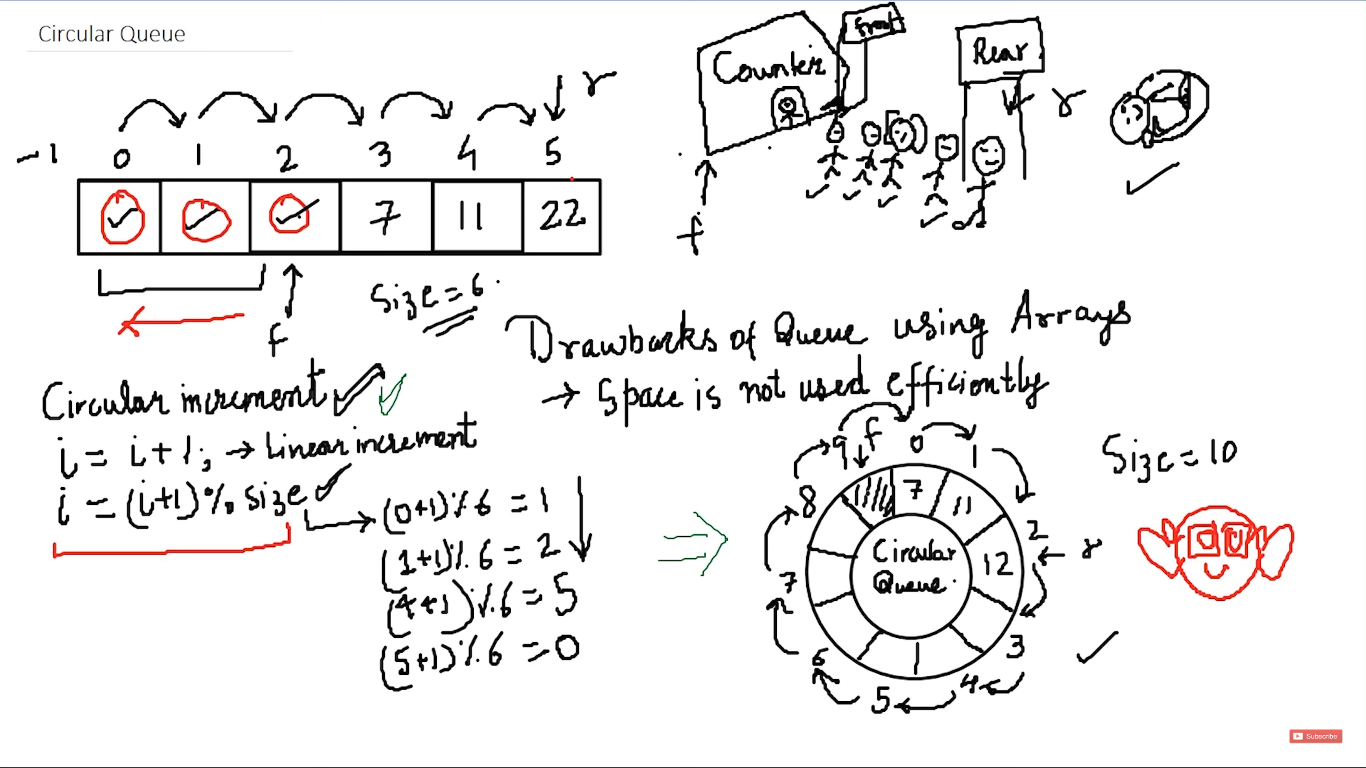 Circular Queue
Counter
Front
Rear
r
r
-1 0 1 2 3 4 5
7 11 22
f
f
Size = 6
Drawbacks of Queue using Arrays
→ Space is not used efficiently
Circular increment
i = i+1; → Linear increment
i = (i+1) % size
(0+1) % 6 = 1
(1+1) % 6 = 2
(4+1) % 6 = 5
(5+1) % 6 = 0
Size = 10
9 f 0 1
8 7 11 2
12 r
Circular
Queue
7 3
6 5 4
Subscribe